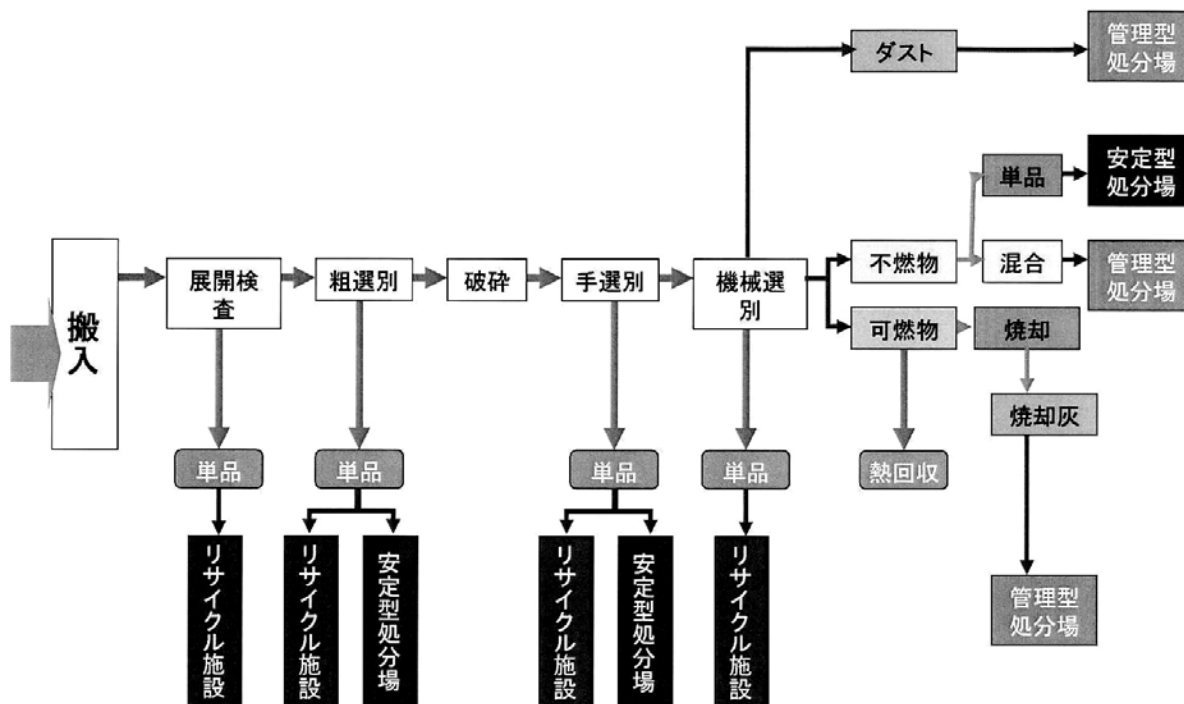 ダスト
管理型
処分場
単品
安定型
処分場
搬入
展開検
査
粗選別
破砕
手選別
機械選
別
不燃物
混合
管理型
処分場
可燃物
焼却
焼却灰
単品
単品
単品
単品
熱回収
リサイクル施設
リサイクル施設
安定型処分場
リサイクル施設
安定型処分場
リサイクル施設
管理型
処分場